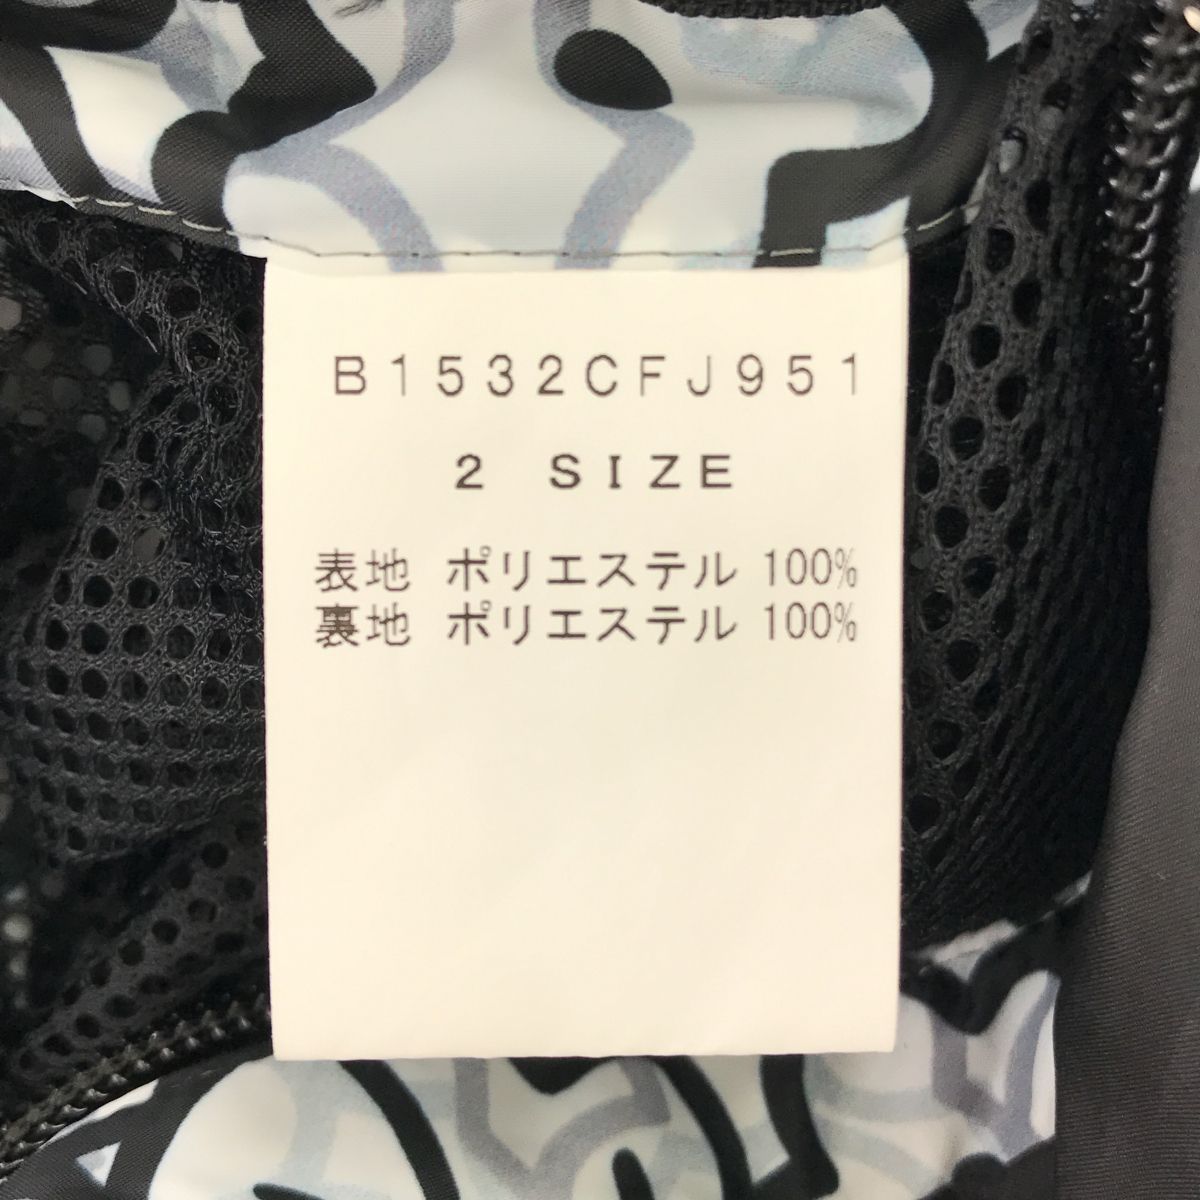 B1532CFJ951
2 SIZE
表地 ポリエステル 100%
裏地 ポリエステル 100%